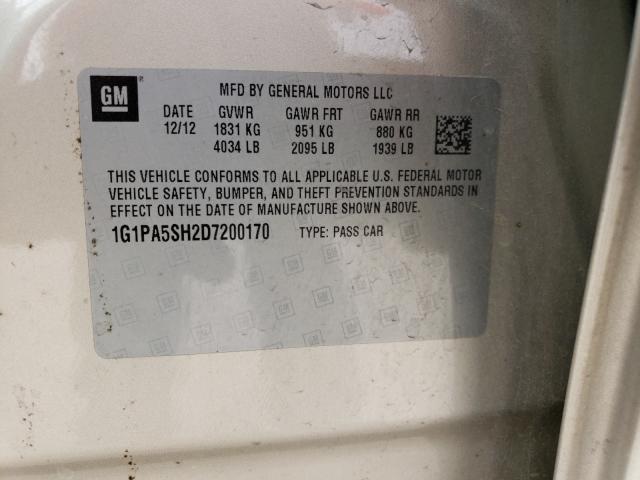 GM ®
MFD BY GENERAL MOTORS LLC
DATE GVWR GAWR FRT GAWR RR
12/12 1831 KG 951 KG 880 KG
4034 LB 2095 LB 1939 LB
THIS VEHICLE CONFORMS TO ALL APPLICABLE U.S. FEDERAL MOTOR
VEHICLE SAFETY, BUMPER, AND THEFT PREVENTION STANDARDS IN
EFFECT ON THE DATE OF MANUFACTURE SHOWN ABOVE.
1G1PA5SH2D7200170 TYPE: PASS CAR